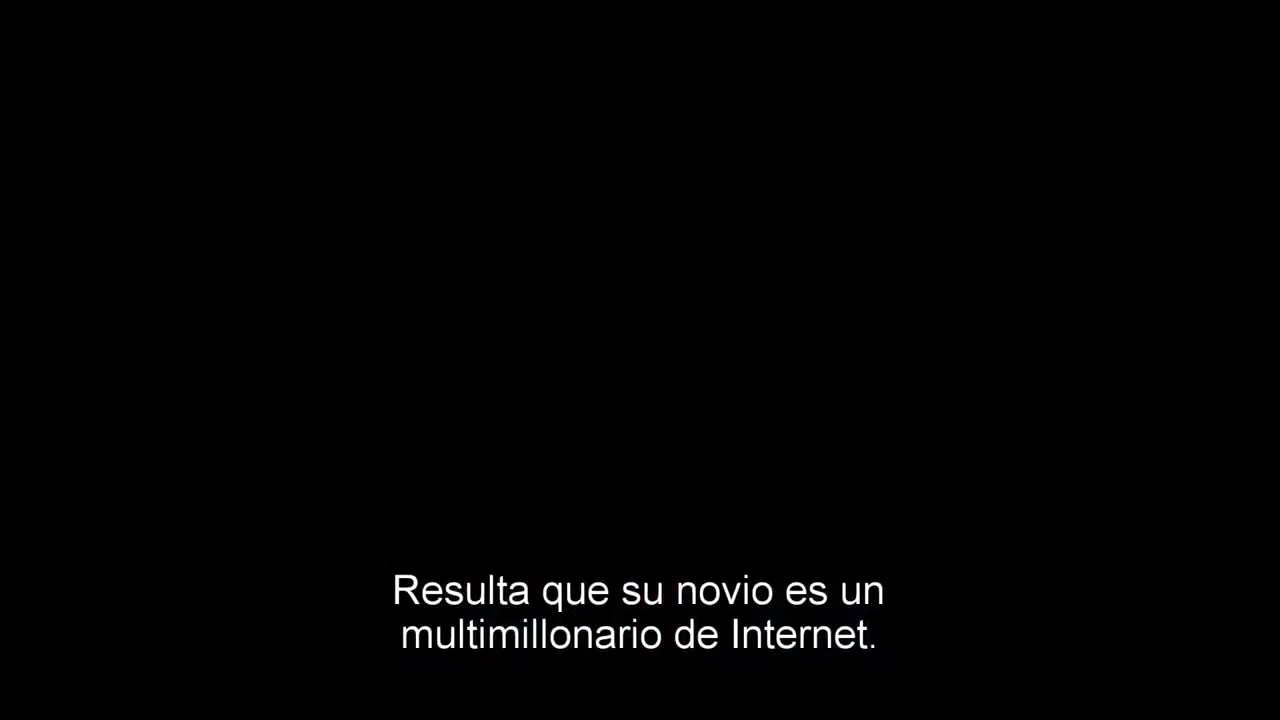 Resulta que su novio es un
multimillonario de Internet.